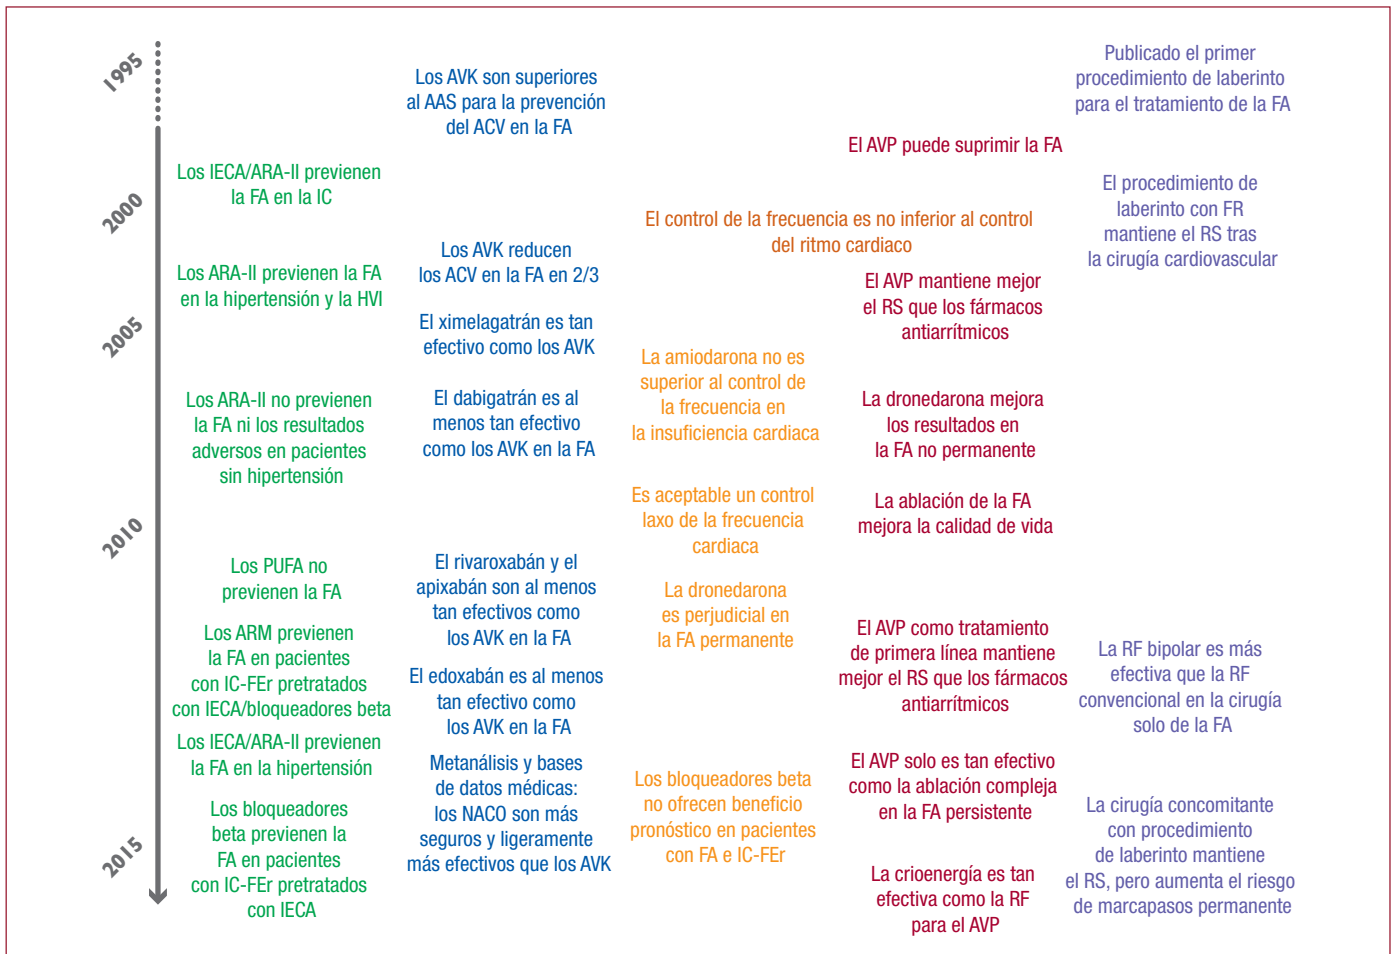 1995
2000
2005
2010
2015
Los IECA/ARA-II previenen
la FA en la IC
Los ARA-II previenen la FA
en la hipertensión y la HVI
Los ARA-II no previenen
la FA ni los resultados
adversos en pacientes
sin hipertensión
Los PUFA no
previenen la FA
Los ARM previenen
la FA en pacientes
con IC-FEr pretratados
con IECA/bloqueadores beta
Los IECA/ARA-II previenen
la FA en la hipertensión
Los bloqueadores
beta previenen la
FA en pacientes
con IC-FEr pretratados
con IECA
Los AVK son superiores
al AAS para la prevención
del ACV en la FA
Los AVK reducen
los ACV en la FA en 2/3
El ximelagatrán es tan
efectivo como los AVK
El dabigatrán es al
menos tan efectivo
como los AVK en la FA
El rivaroxabán y el
apixabán son al menos
tan efectivos como
los AVK en la FA
El edoxabán es al menos
tan efectivo como
los AVK en la FA
Metanálisis y bases
de datos médicas:
los NACO son más
seguros y ligeramente
más efectivos que los AVK
El control de la frecuencia es no inferior al control
del ritmo cardiaco
La amiodarona no es
superior al control de
la frecuencia en
la insuficiencia cardiaca
Es aceptable un control
laxo de la frecuencia
cardiaca
La dronedarona
es perjudicial en
la FA permanente
Los bloqueadores beta
no ofrecen beneficio
pronóstico en pacientes
con FA e IC-FEr
El AVP puede suprimir la FA
El AVP mantiene mejor
el RS que los fármacos
antiarrítmicos
La dronedarona mejora
los resultados en
la FA no permanente
La ablación de la FA
mejora la calidad de vida
El AVP como tratamiento
de primera línea mantiene
mejor el RS que los fármacos
antiarrítmicos
El AVP solo es tan efectivo
como la ablación compleja
en la FA persistente
La crioenergía es tan
efectiva como la RF
para el AVP
Publicado el primer
procedimiento de laberinto
para el tratamiento de la FA
El procedimiento de
laberinto con FR
mantiene el RS tras
la cirugía cardiovascular
La RF bipolar es más
efectiva que la RF
convencional en la cirugía
solo de la FA
La cirugía concomitante
con procedimiento
de laberinto mantiene
el RS, pero aumenta el riesgo
de marcapasos permanente